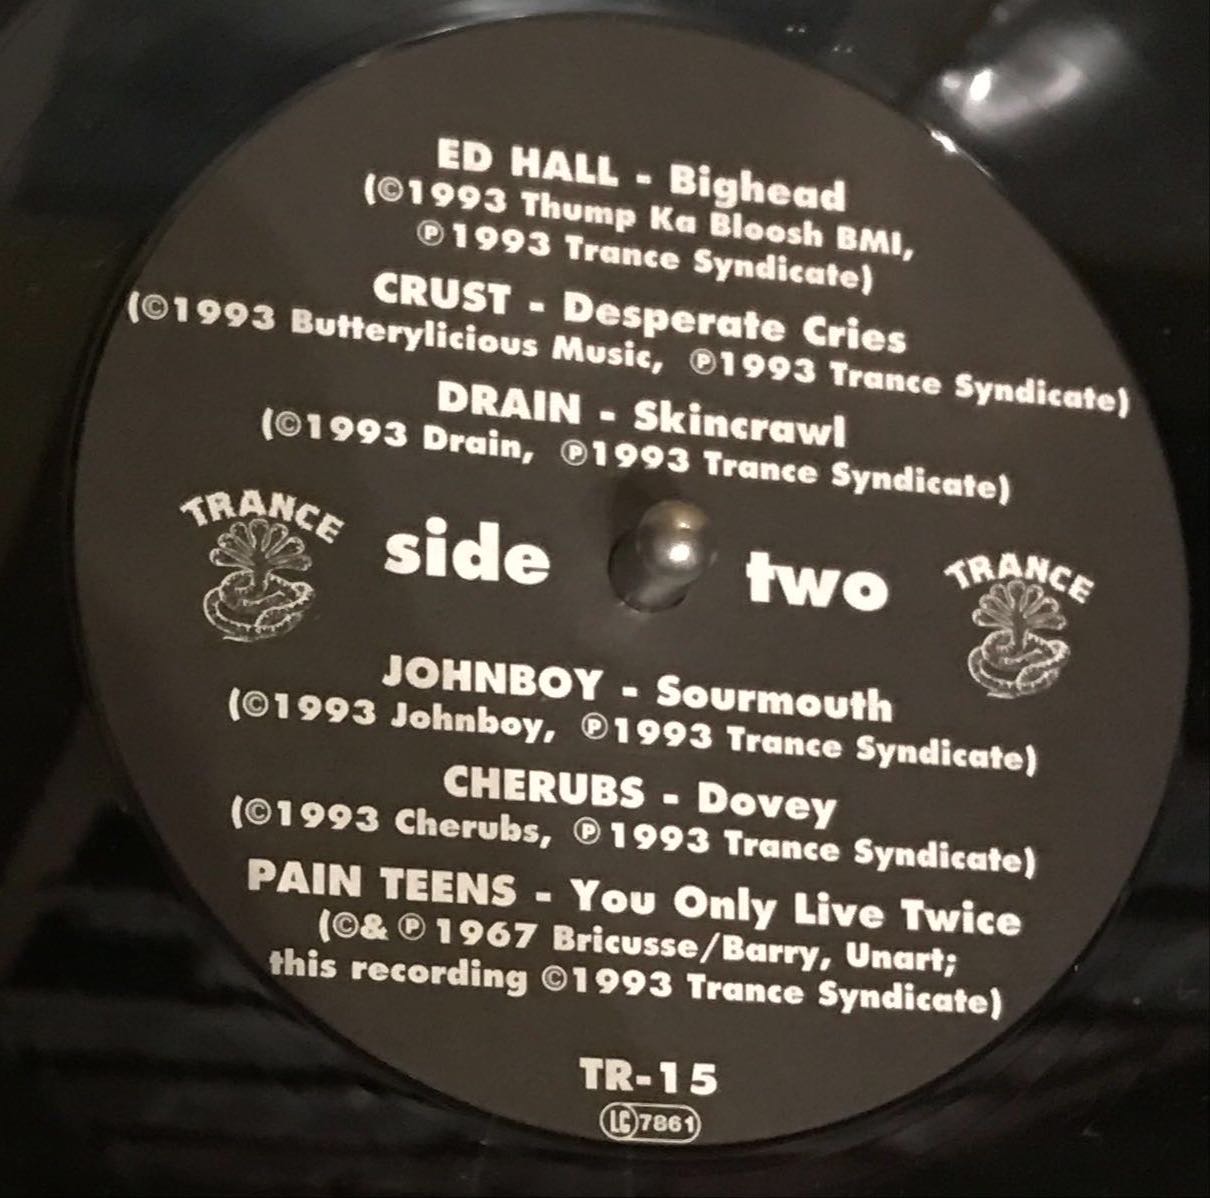 ED HALL - Bighead
(©1993 Thump Ka Bloosh BMI,
℗1993 Trance Syndicate)
CRUST - Desperate Cries
(©1993 Butterylicious Music, ℗1993 Trance Syndicate)
DRAIN - Skincrawl
(©1993 Drain, ℗1993 Trance Syndicate)
TRANCE
side two
TRANCE
JOHNBOY - Sourmouth
(©1993 Johnboy, ℗1993 Trance Syndicate)
CHERUBS - Dovey
(©1993 Cherubs, ℗1993 Trance Syndicate)
PAIN TEENS - You Only Live Twice
(©& ℗ 1967 Bricusse/Barry, Unart;
this recording ©1993 Trance Syndicate)
TR-15
LC 7861